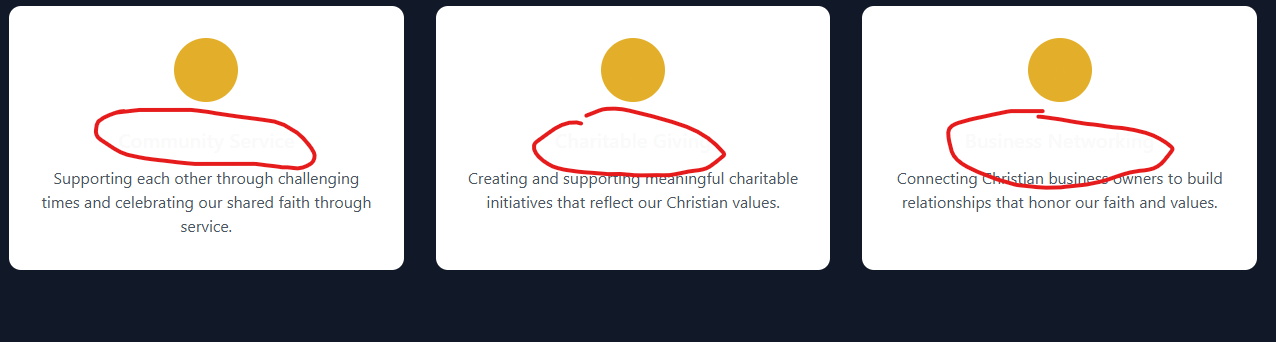 Community Service
Supporting each other through challenging
times and celebrating our shared faith through
service.
Charitable Giving
Creating and supporting meaningful charitable
initiatives that reflect our Christian values.
Business Networking
Connecting Christian business owners to build
relationships that honor our faith and values.